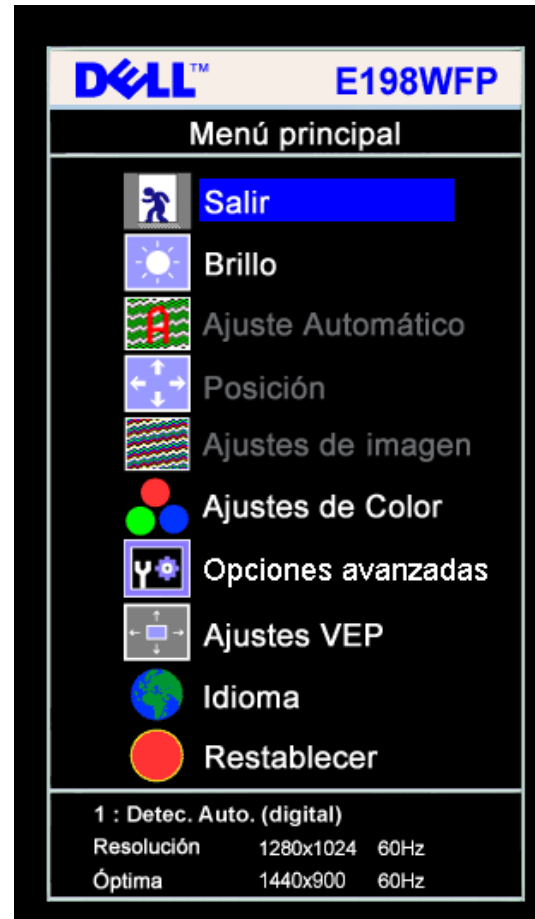 DELL™ E198WFP
Menú principal
Salir
Brillo
Ajuste Automático
Posición
Ajustes de imagen
Ajustes de Color
Opciones avanzadas
Ajustes VEP
Idioma
Restablecer
1 : Detec. Auto. (digital)
Resolución 1280x1024 60Hz
Óptima 1440x900 60Hz